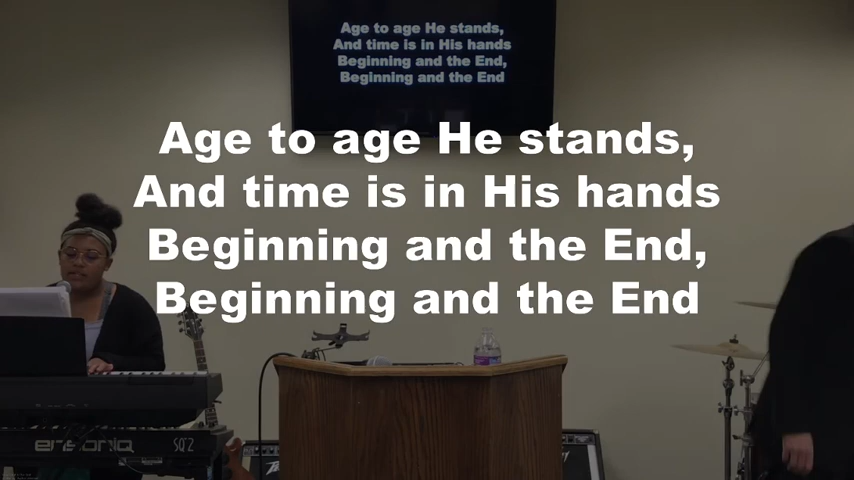 Age to age He stands,
And time is in His hands
Beginning and the End,
Beginning and the End
Age to age He stands,
And time is in His hands
Beginning and the End,
Beginning and the End
ensoniq SQ2